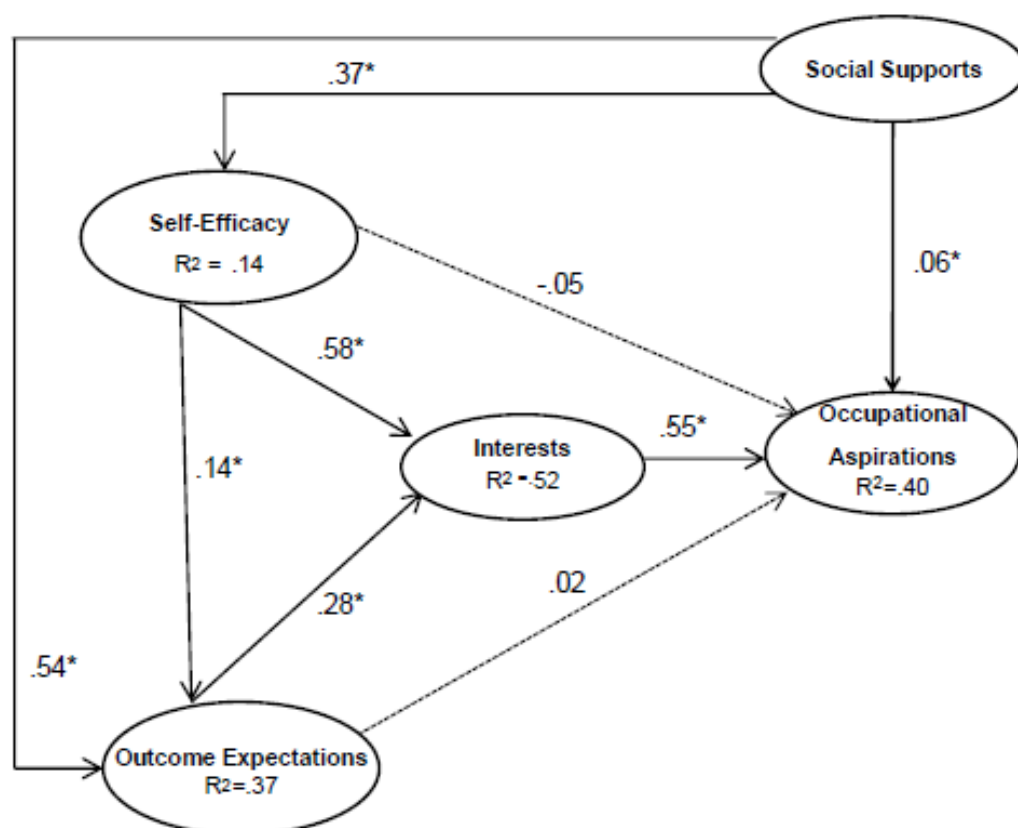 Social Supports
.37*
Self-Efficacy
R² = .14
-.05
.06*
.58*
Occupational
Aspirations
R²=.40
.55*
Interests
R² -.52
.14*
.28*
.02
.54*
Outcome Expectations
R²=.37